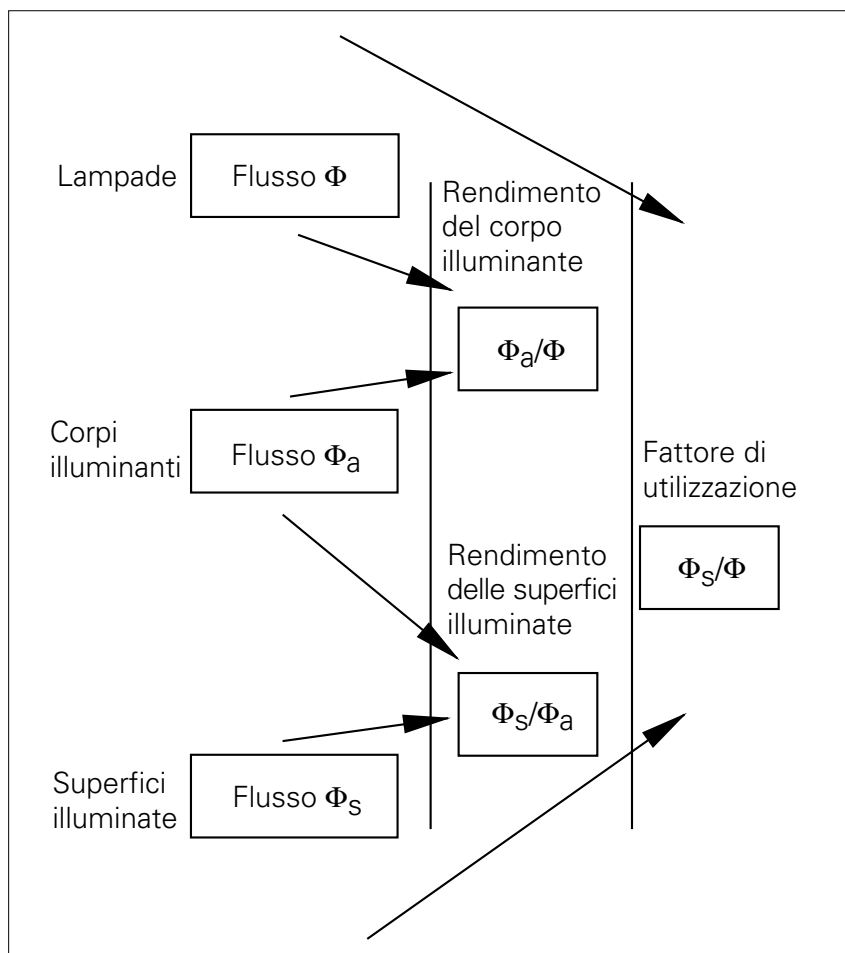 Lampade
Flusso Φ
Rendimento
del corpo
illuminante
Φa/Φ
Corpi
illuminanti
Flusso Φa
Fattore di
utilizzazione
Φs/Φ
Rendimento
delle superfici
illuminate
Φs/Φa
Superfici
illuminate
Flusso Φs